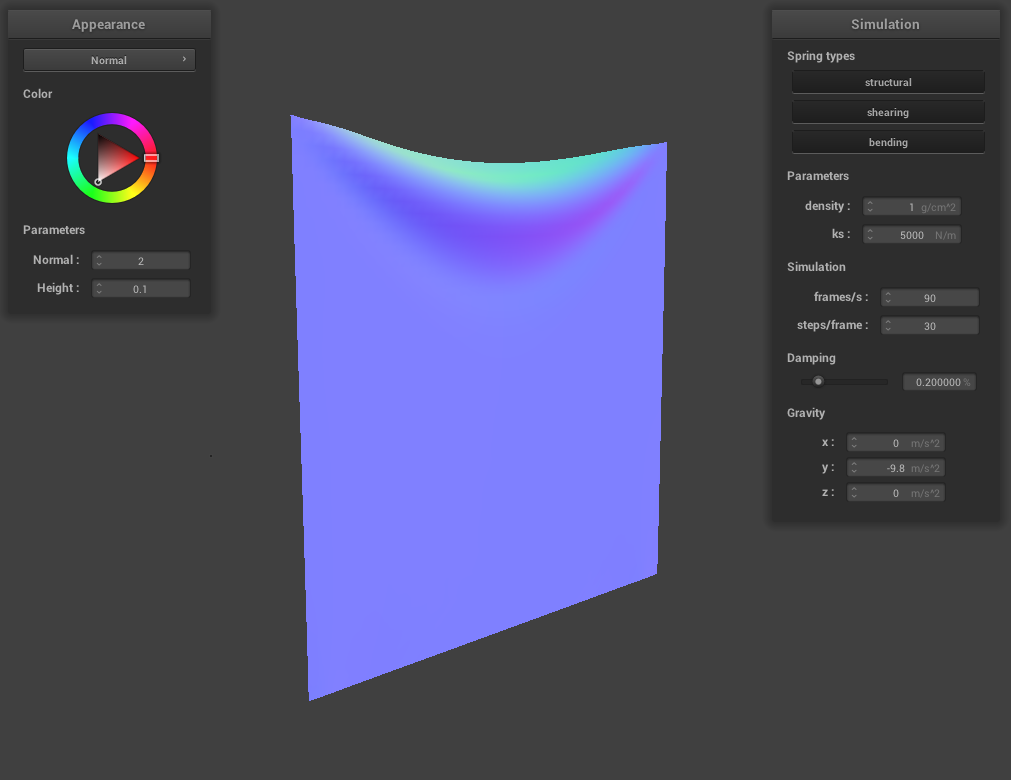 Appearance
Normal
Color
Parameters
Normal : 2
Height : 0.1
Simulation
Spring types
structural
shearing
bending
Parameters
density : 1 g/cm^2
ks : 5000 N/m
Simulation
frames/s : 90
steps/frame : 30
Damping
0.200000 %
Gravity
x : 0 m/s^2
y : -9.8 m/s^2
z : 0 m/s^2